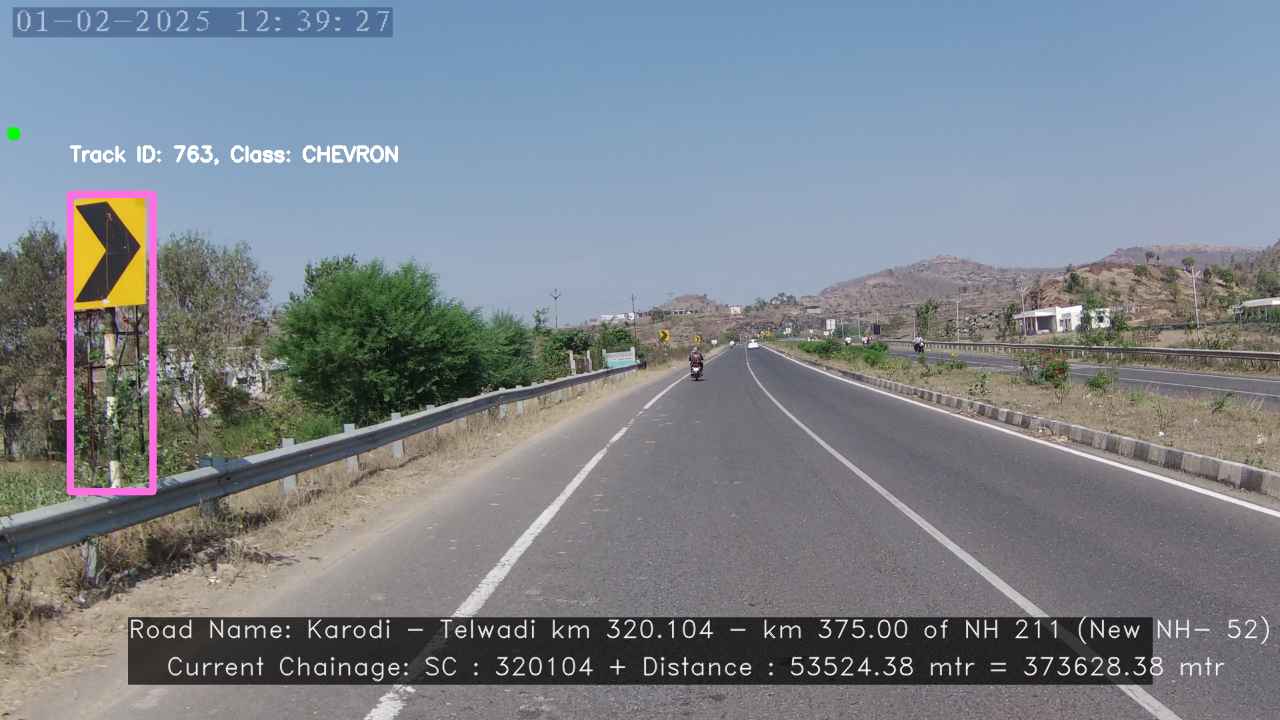 01-02-2025 12:39:27
Track ID: 763, Class: CHEVRON
Road Name: Karodi - Telwadi km 320.104 - km 375.00 of NH 211 (New NH- 52)
Current Chainage: SC : 320104 + Distance : 53524.38 mtr = 373628.38 mtr